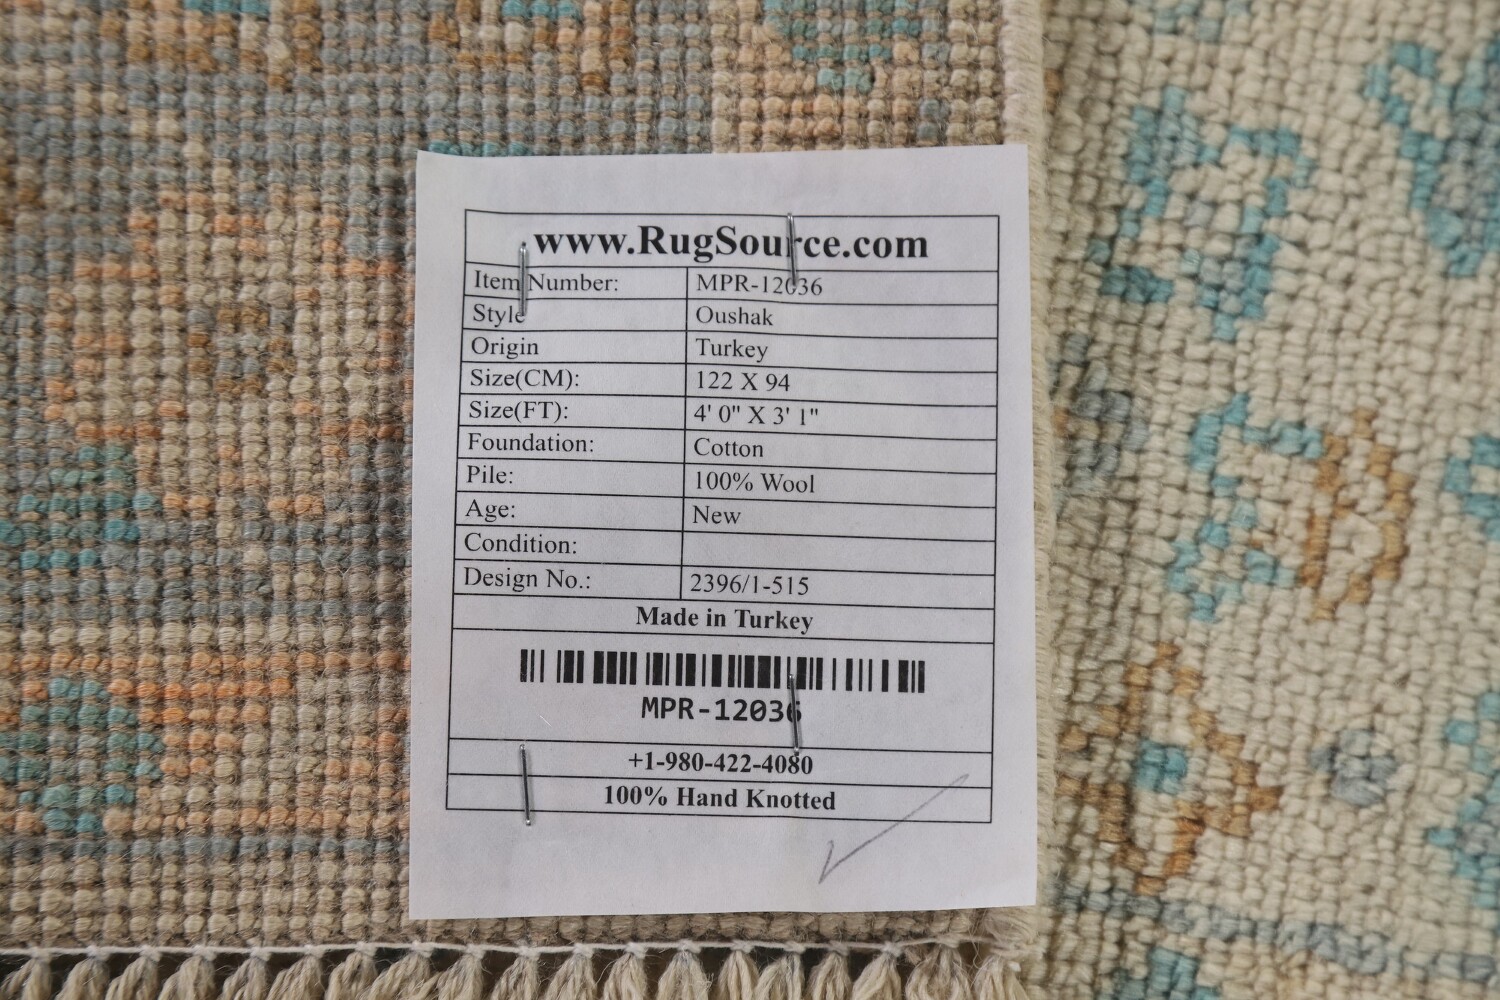 www.RugSource.com
Item Number: MPR-12036
Style Oushak
Origin Turkey
Size(CM): 122 X 94
Size(FT): 4' 0" X 3' 1"
Foundation: Cotton
Pile: 100% Wool
Age: New
Condition:
Design No.: 2396/1-515
Made in Turkey
MPR-12036
+1-980-422-4080
100% Hand Knotted